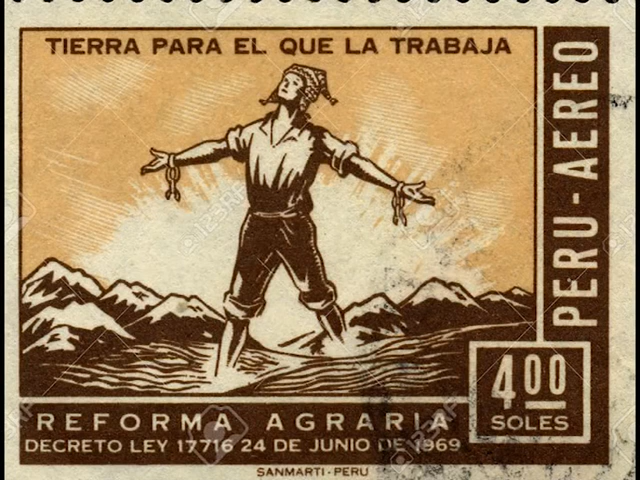 TIERRA PARA EL QUE LA TRABAJA
PERU-AEREO
4.00
SOLES
REFORMA AGRARIA
DECRETO LEY 17716 24 DE JUNIO DE 1969
SANMARTI-PERU